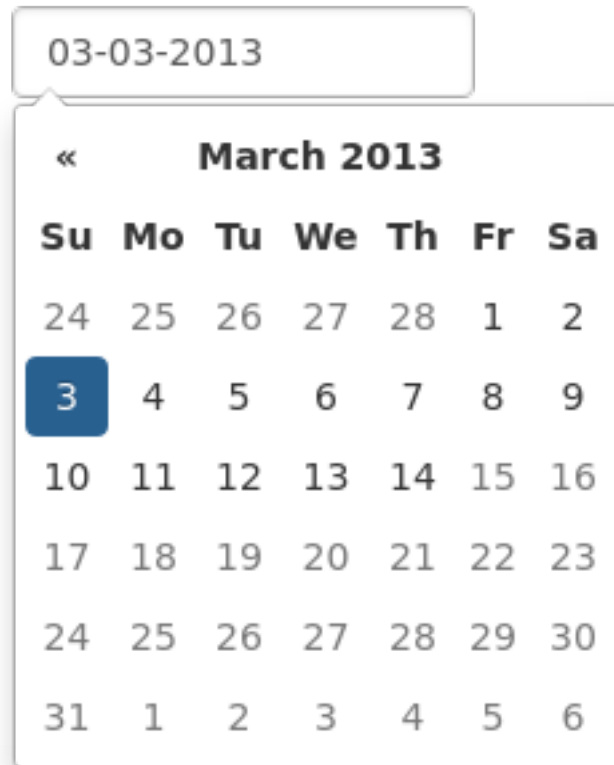 03-03-2013
« March 2013
Su Mo Tu We Th Fr Sa
24 25 26 27 28 1 2
3 4 5 6 7 8 9
10 11 12 13 14 15 16
17 18 19 20 21 22 23
24 25 26 27 28 29 30
31 1 2 3 4 5 6